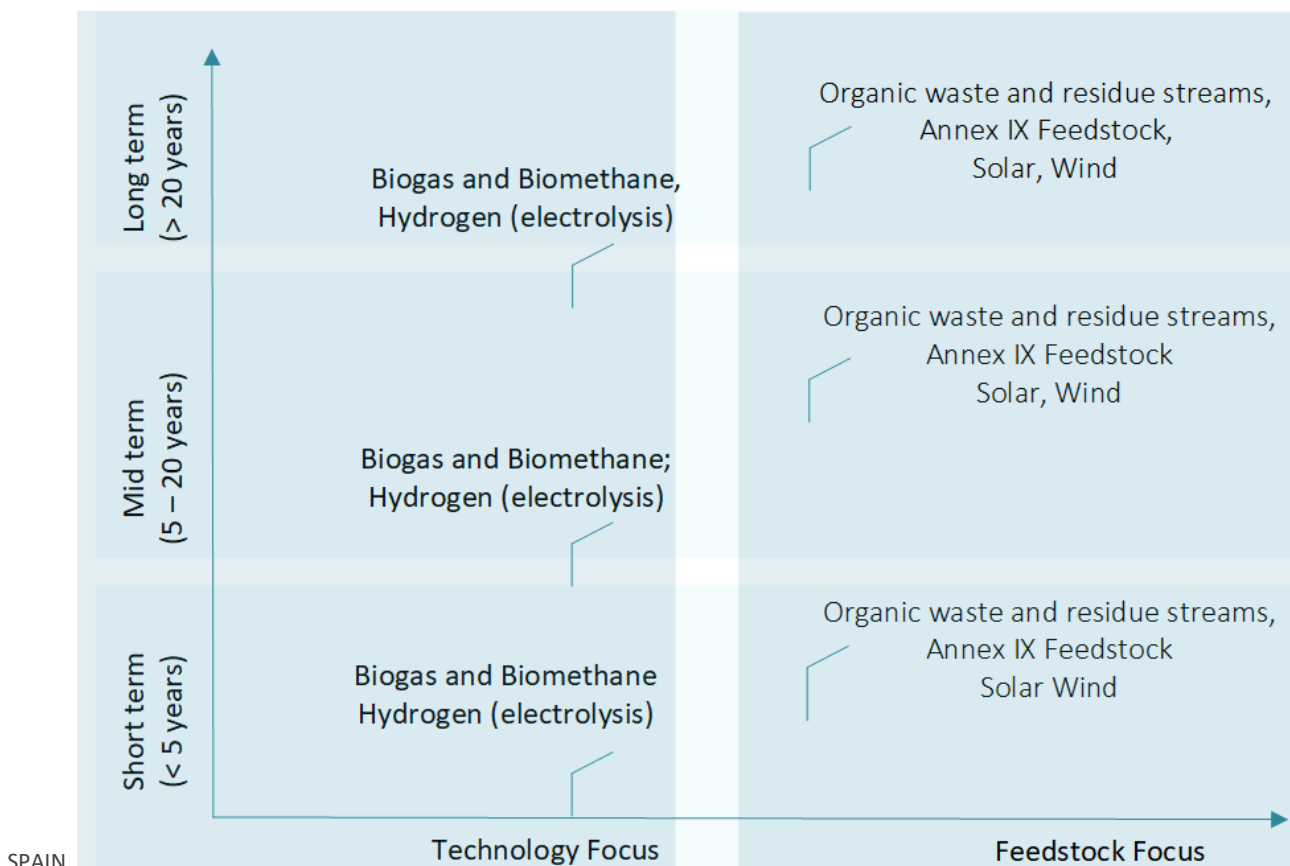 Long term
(> 20 years)
Biogas and Biomethane,
Hydrogen (electrolysis)
Organic waste and residue streams,
Annex IX Feedstock,
Solar, Wind
Mid term
(5 – 20 years)
Biogas and Biomethane;
Hydrogen (electrolysis)
Organic waste and residue streams,
Annex IX Feedstock
Solar, Wind
Short term
(< 5 years)
Biogas and Biomethane
Hydrogen (electrolysis)
Organic waste and residue streams,
Annex IX Feedstock
Solar Wind
Technology Focus
Feedstock Focus
SPAIN